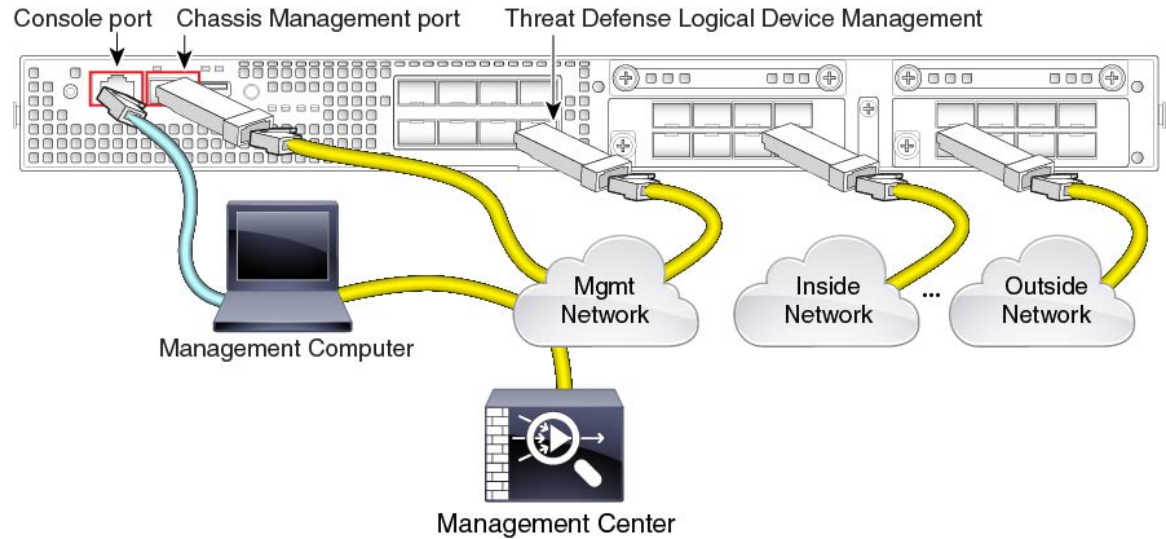 Console port
Chassis Management port
Threat Defense Logical Device Management
Mgmt
Network
Inside
Network
...
Outside
Network
Management Computer
Management Center